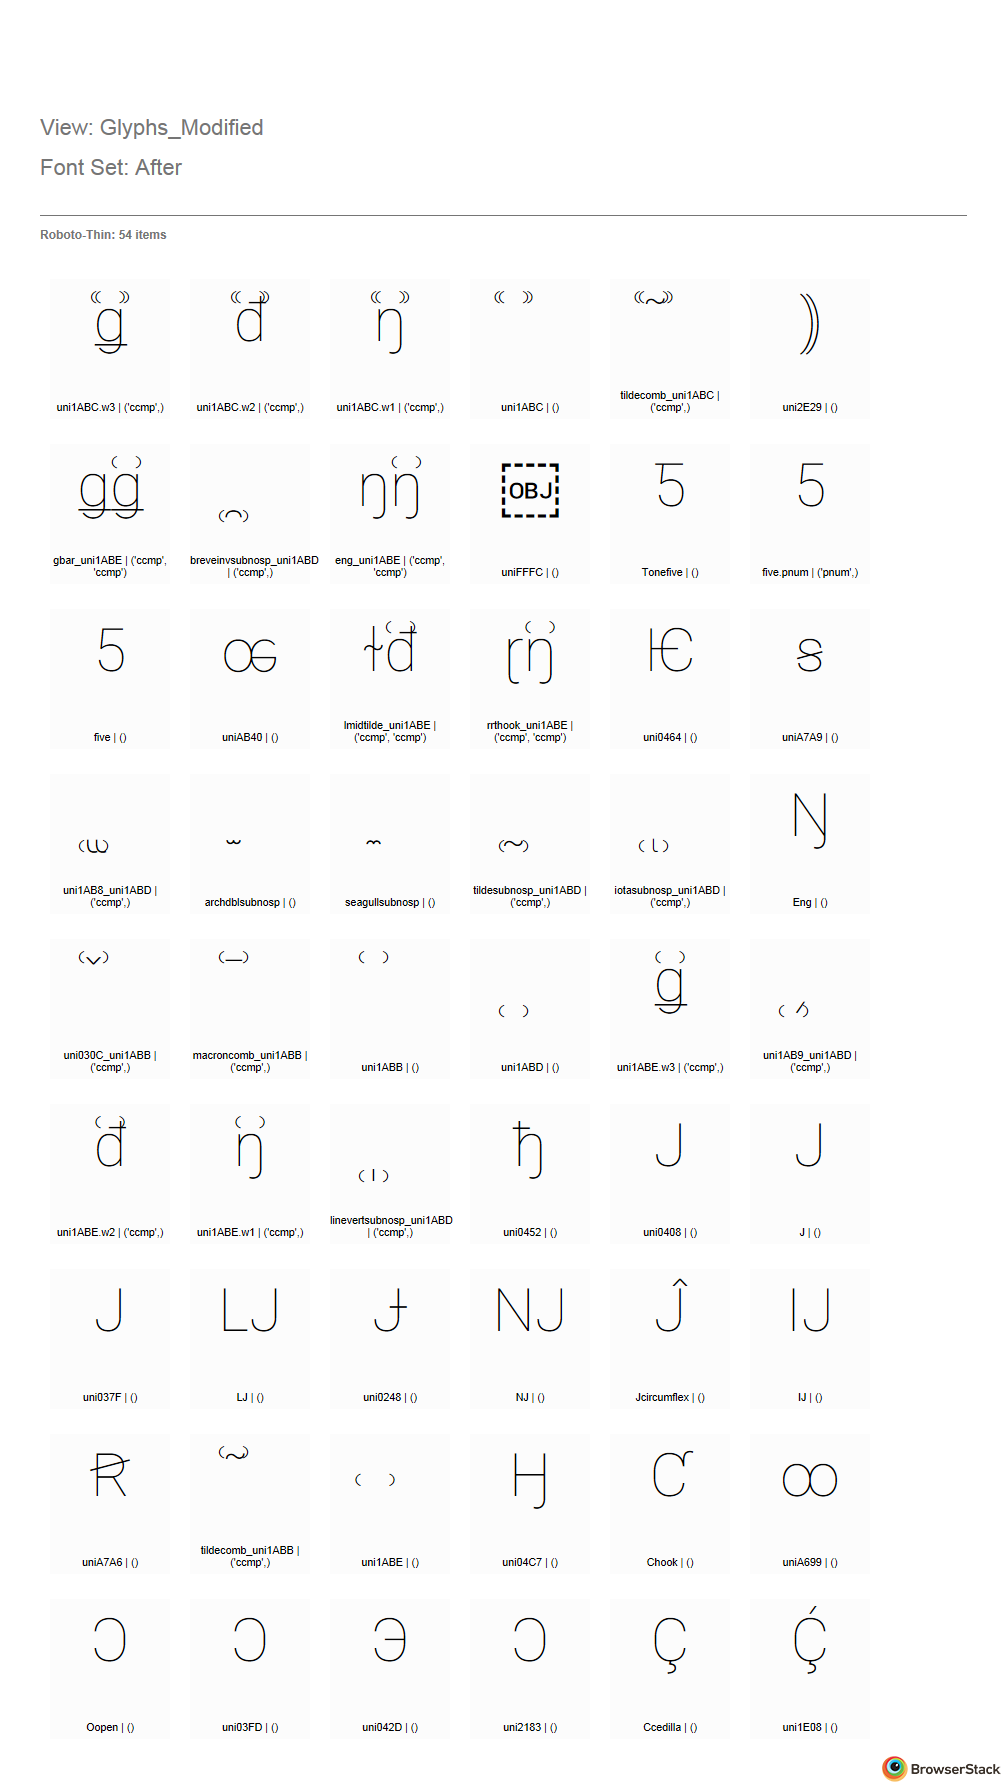 View: Glyphs_Modified
Font Set: After
Roboto-Thin: 54 items
uni1ABC.w3 | ('ccmp',)
uni1ABC.w2 | ('ccmp',)
uni1ABC.w1 | ('ccmp',)
uni1ABC | ()
tildecomb_uni1ABC |
('ccmp',)
⸩
uni2E29 | ()
gbar_uni1ABE | ('ccmp',
'ccmp')
breveinvsubnosp_uni1ABD
| ('ccmp',)
eng_uni1ABE | ('ccmp',
'ccmp')
OBJ
uniFFFC | ()
5
Tonefive | ()
5
five.pnum | ('pnum',)
5
five | ()
ꭀ
uniAB40 | ()
lmidtilde_uni1ABE |
('ccmp', 'ccmp')
rrthook_uni1ABE |
('ccmp', 'ccmp')
Ѥ
uni0464 | ()
ꞩ
uniA7A9 | ()
uni1AB8_uni1ABD |
('ccmp',)
archdblsubnosp | ()
seagullsubnosp | ()
tildesubnosp_uni1ABD |
('ccmp',)
iotasubnosp_uni1ABD |
('ccmp',)
Ŋ
Eng | ()
uni030C_uni1ABB |
('ccmp',)
macroncomb_uni1ABB |
('ccmp',)
uni1ABB | ()
uni1ABD | ()
uni1ABE.w3 | ('ccmp',)
uni1AB9_uni1ABD |
('ccmp',)
uni1ABE.w2 | ('ccmp',)
uni1ABE.w1 | ('ccmp',)
linevertsubnosp_uni1ABD
| ('ccmp',)
ђ
uni0452 | ()
Ј
uni0408 | ()
J
J | ()
Ϳ
uni037F | ()
LJ
LJ | ()
Ɉ
uni0248 | ()
NJ
NJ | ()
Ĵ
Jcircumflex | ()
IJ
IJ | ()
Ꞧ
uniA7A6 | ()
tildecomb_uni1ABB |
('ccmp',)
uni1ABE | ()
Ӈ
uni04C7 | ()
Ƈ
Chook | ()
ꚙ
uniA699 | ()
Ɔ
Oopen | ()
Ͻ
uni03FD | ()
Э
uni042D | ()
Ↄ
uni2183 | ()
Ç
Ccedilla | ()
Ḉ
uni1E08 | ()
BrowserStack